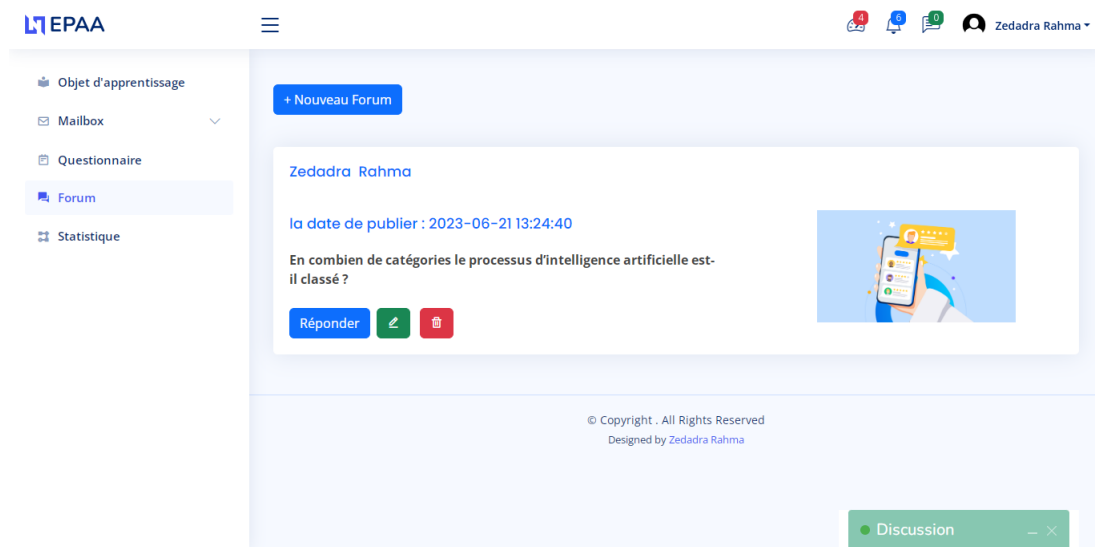 EPAA
4
6
0
Zedadra Rahma
Objet d'apprentissage
Mailbox
Questionnaire
Forum
Statistique
+ Nouveau Forum
Zedadra Rahma
la date de publier : 2023-06-21 13:24:40
En combien de catégories le processus d’intelligence artificielle est-
il classé ?
Réponder
© Copyright . All Rights Reserved
Designed by Zedadra Rahma
Discussion